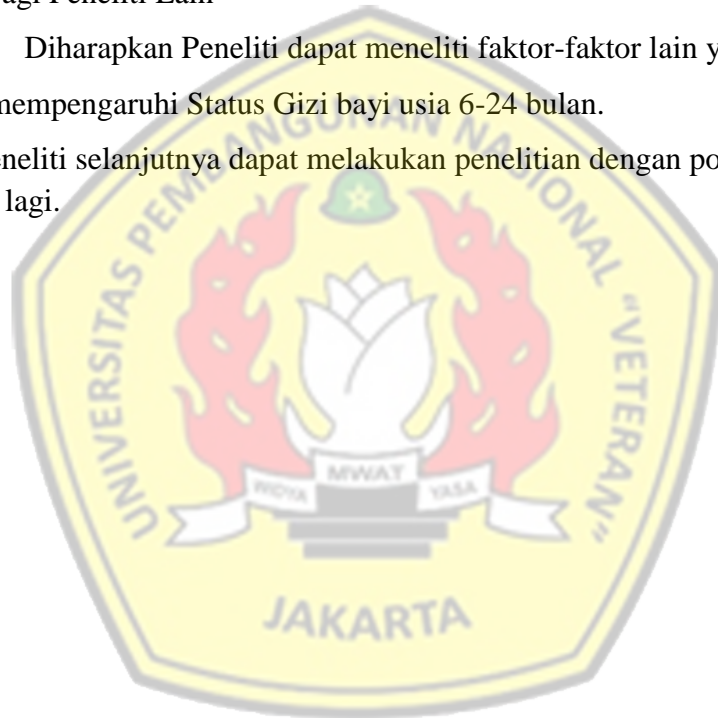 agi Peneliti Lain
Diharapkan Peneliti dapat meneliti faktor-faktor lain y
mempengaruhi Status Gizi bayi usia 6-24 bulan.
eneliti selanjutnya dapat melakukan penelitian dengan po
lagi.
UNIVERSITAS PEMBANGUNAN NASIONAL "VETERAN"
WIDYA MWAT YASA
JAKARTA